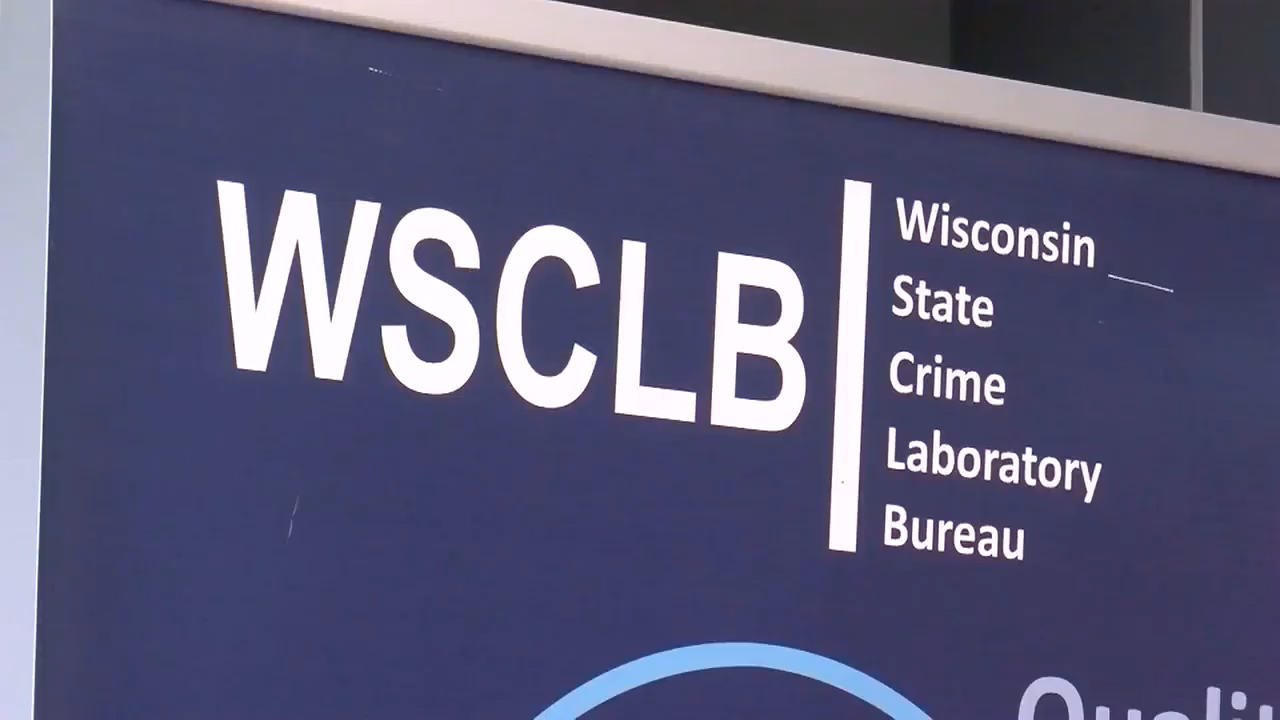 WSCLB
Wisconsin
State
Crime
Laboratory
Bureau